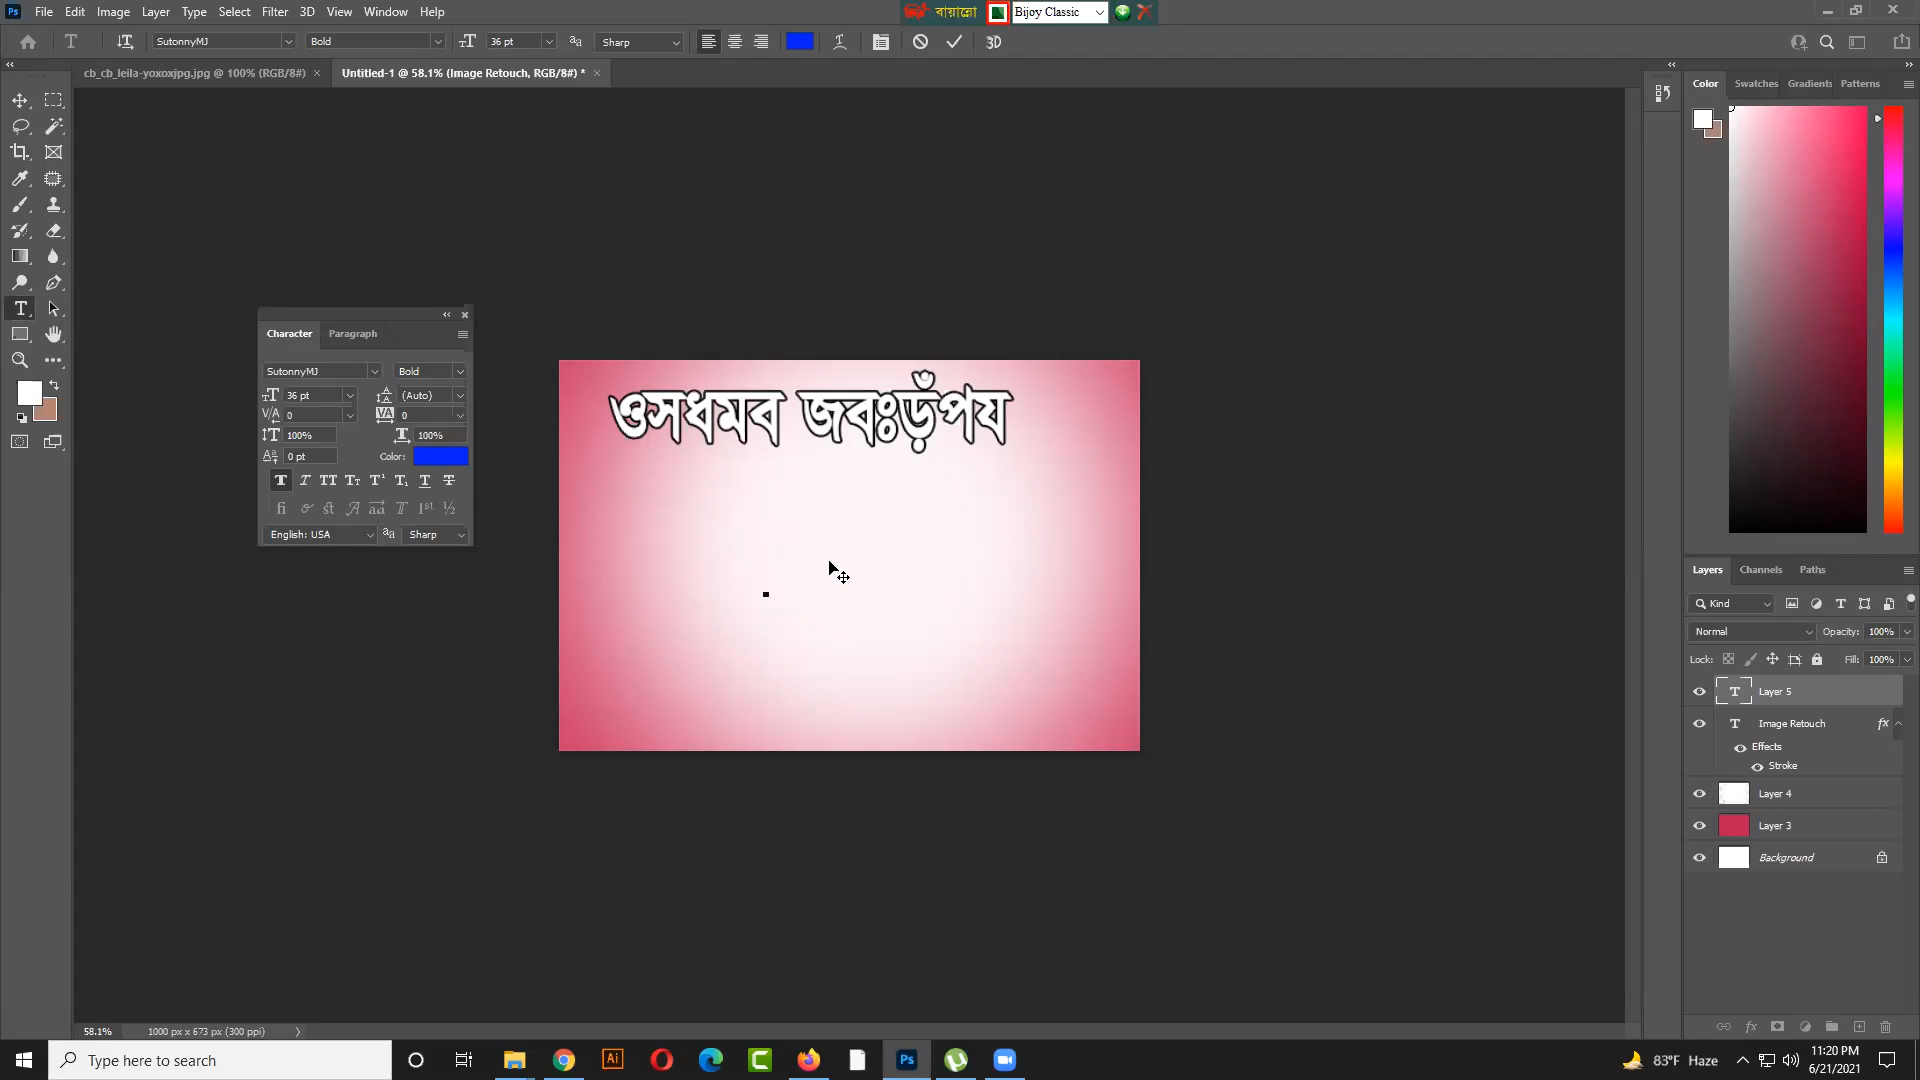 Ps File Edit Image Layer Type Select Filter 3D View Window Help
বায়ান্নো Bijoy Classic
SutonnyMJ Bold 36 pt Sharp 3D
cb_cb_leila-yoxoxjpg.jpg @ 100% (RGB/8#) × Untitled-1 @ 58.1% (Image Retouch, RGB/8#) * ×
Color Swatches Gradients Patterns
Character Paragraph
SutonnyMJ Bold
36 pt (Auto)
0 0
100% 100%
0 pt Color:
English: USA Sharp
ওসধমব জবঃড়ঁপয
Layers Channels Paths
Kind
Normal Opacity: 100%
Lock: Fill: 100%
Layer 5
Image Retouch fx
Effects
Stroke
Layer 4
Layer 3
Background
58.1% 1000 px x 673 px (300 ppi)
Type here to search
Ai Ps
83°F Haze
11:20 PM
6/21/2021